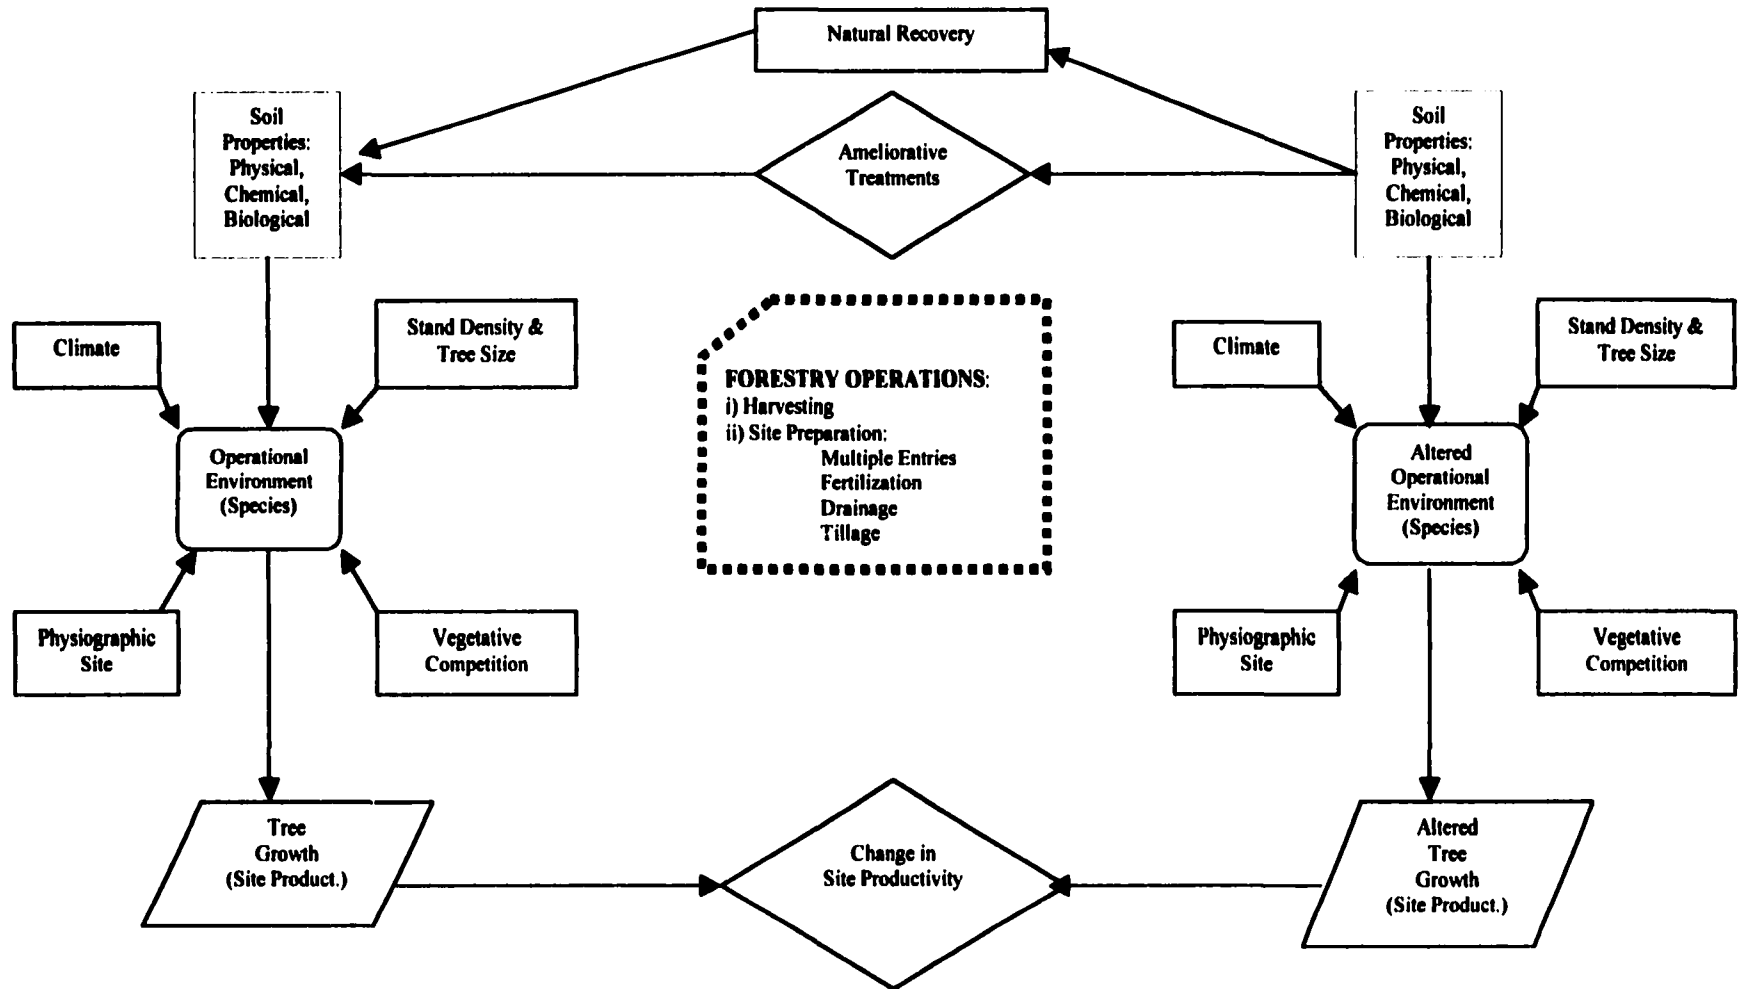 Natural Recovery
Soil
Properties:
Physical,
Chemical,
Biological
Ameliorative
Treatments
Soil
Properties:
Physical,
Chemical,
Biological
Climate
Stand Density &
Tree Size
FORESTRY OPERATIONS:
i) Harvesting
ii) Site Preparation:
Multiple Entries
Fertilization
Drainage
Tillage
Climate
Stand Density &
Tree Size
Operational
Environment
(Species)
Altered
Operational
Environment
(Species)
Physiographic
Site
Vegetative
Competition
Physiographic
Site
Vegetative
Competition
Tree
Growth
(Site Product.)
Change in
Site Productivity
Altered
Tree
Growth
(Site Product.)